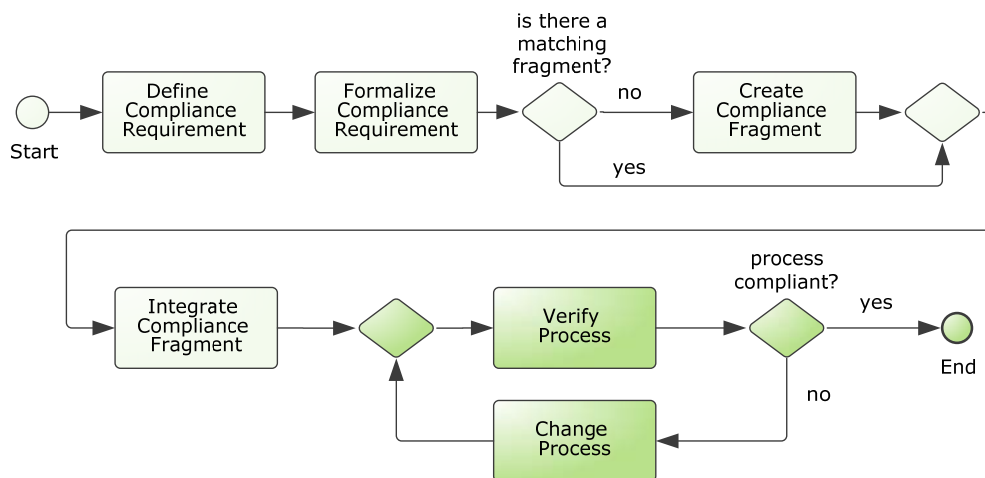 is there a
matching
fragment?
Start
Define
Compliance
Requirement
Formalize
Compliance
Requirement
no
yes
Create
Compliance
Fragment
Integrate
Compliance
Fragment
Verify
Process
process
compliant?
yes
End
no
Change
Process